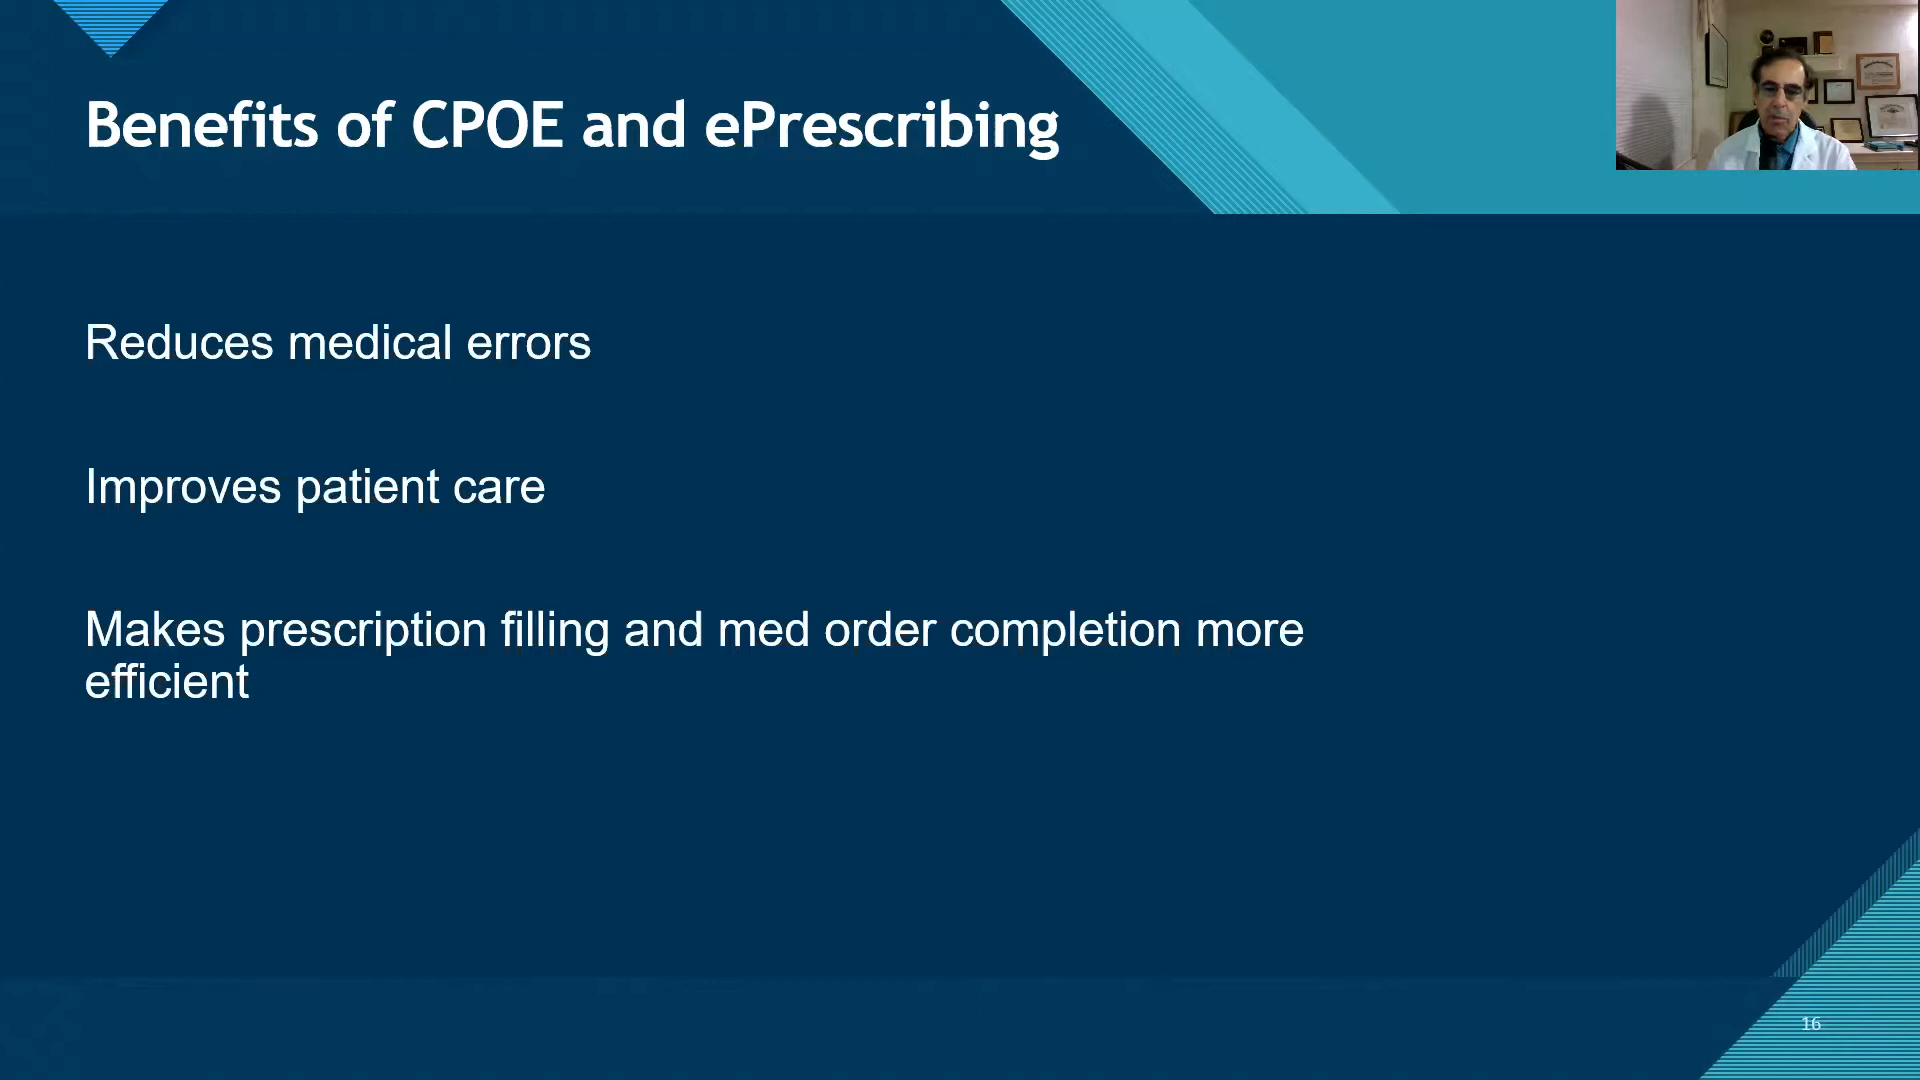 Benefits of CPOE and ePrescribing
Reduces medical errors
Improves patient care
Makes prescription filling and med order completion more
efficient
16